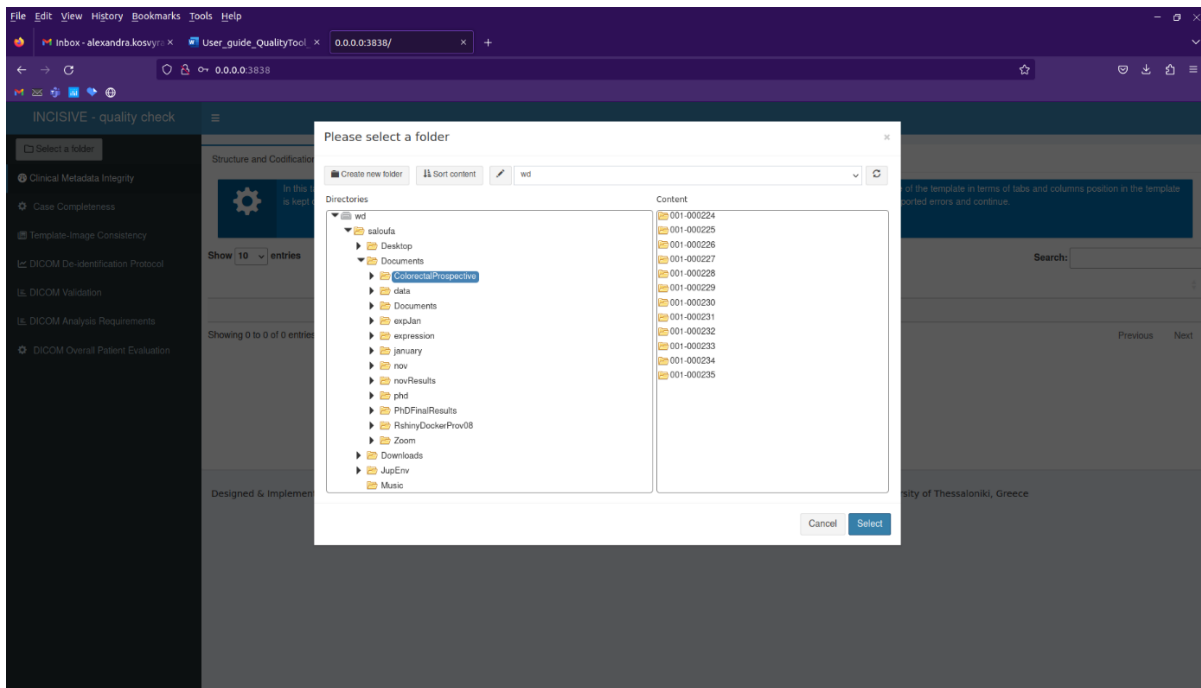 File Edit View History Bookmarks Tools Help
Inbox - alexandra.kosvyra
User_guide_QualityTool_
0.0.0.0:3838/
0.0.0.0:3838
INCISIVE - quality check
Select a folder
Clinical Metadata Integrity
Case Completeness
Template-Image Consistency
DICOM De-identification Protocol
DICOM Validation
DICOM Analysis Requirements
DICOM Overall Patient Evaluation
Structure and Codification
In this t
of the template in terms of tabs and columns position in the template
is kept
ported errors and continue.
Show 10 entries
Search:
Showing 0 to 0 of 0 entries
Previous Next
Designed & Implemen
rsity of Thessaloniki, Greece
Please select a folder
Create new folder
Sort content
wd
Directories
wd
saloufa
Desktop
Documents
ColorectalProspective
data
Documents
expJan
expression
january
nov
novResults
phd
PhDFinalResults
RshinyDockerProv08
Zoom
Downloads
JupEnv
Music
Content
001-000224
001-000225
001-000226
001-000227
001-000228
001-000229
001-000230
001-000231
001-000232
001-000233
001-000234
001-000235
Cancel
Select